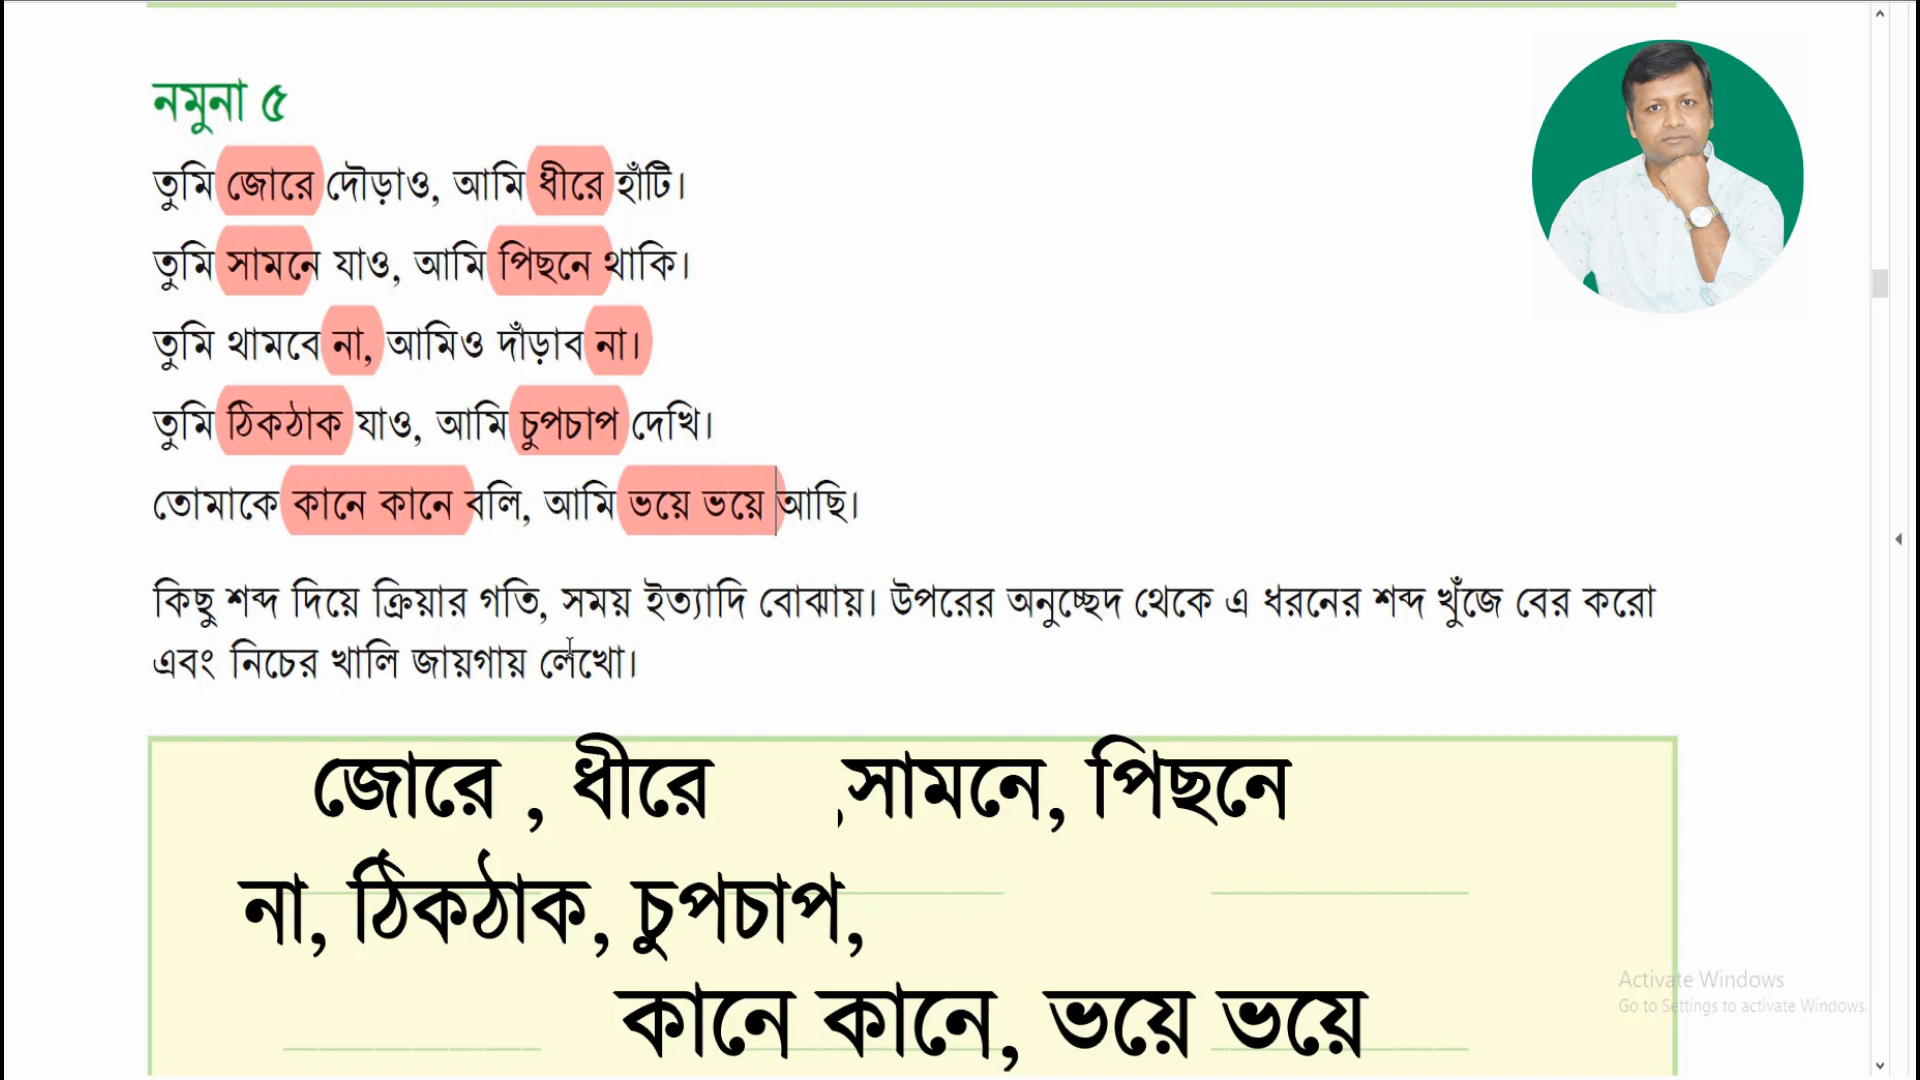 নমুনা ৫
তুমি জোরে দৌড়াও, আমি ধীরে হাঁটি।
তুমি সামনে যাও, আমি পিছনে থাকি।
তুমি থামবে না, আমিও দাঁড়াব না।
তুমি ঠিকঠাক যাও, আমি চুপচাপ দেখি।
তোমাকে কানে কানে বলি, আমি ভয়ে ভয়ে আছি।
কিছু শব্দ দিয়ে ক্রিয়ার গতি, সময় ইত্যাদি বোঝায়। উপরের অনুচ্ছেদ থেকে এ ধরনের শব্দ খুঁজে বের করো
এবং নিচের খালি জায়গায় লেখো।
জোরে , ধীরে ,সামনে, পিছনে
না, ঠিকঠাক, চুপচাপ,
কানে কানে, ভয়ে ভয়ে
Activate Windows
Go to Settings to activate Windows.